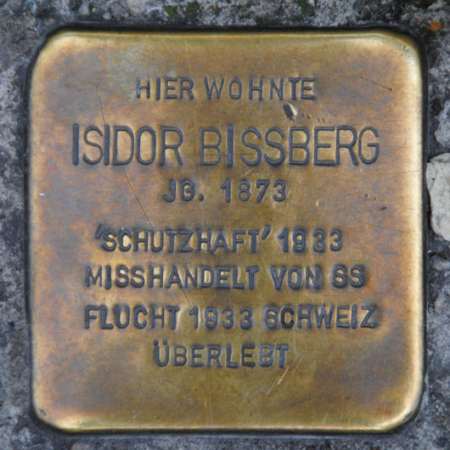 HIER WOHNTE
ISIDOR BISSBERG
JG. 1873
'SCHUTZHAFT' 1933
MISSHANDELT VON SS
FLUCHT 1933 SCHWEIZ
ÜBERLEBT